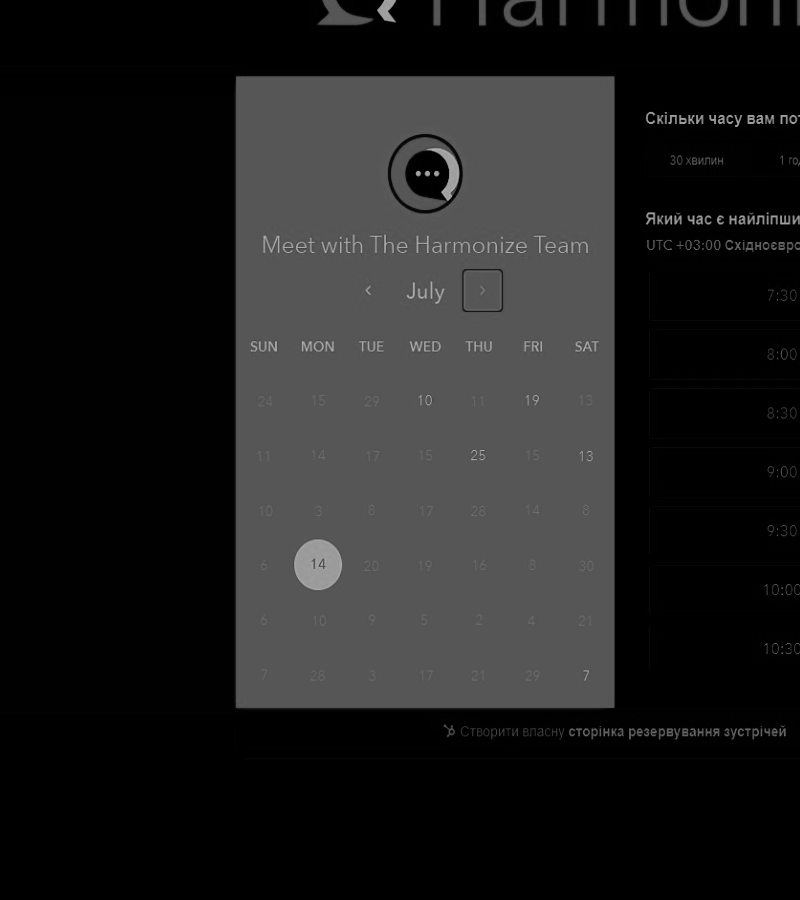 Harmoni
Meet with The Harmonize Team
July
SUN MON TUE WED THU FRI SAT
24 15 29 10 11 19 13
11 14 17 15 25 15 13
10 3 8 17 28 14 8
6 14 20 19 16 8 30
6 10 9 5 2 4 21
7 28 3 17 21 29 7
Скільки часу вам пот
30 хвилин 1 го
Який час є найліпши
UTC +03:00 Східноєвро
7:30
8:00
8:30
9:00
9:30
10:00
10:30
Створити власну сторінка резервування зустрічей